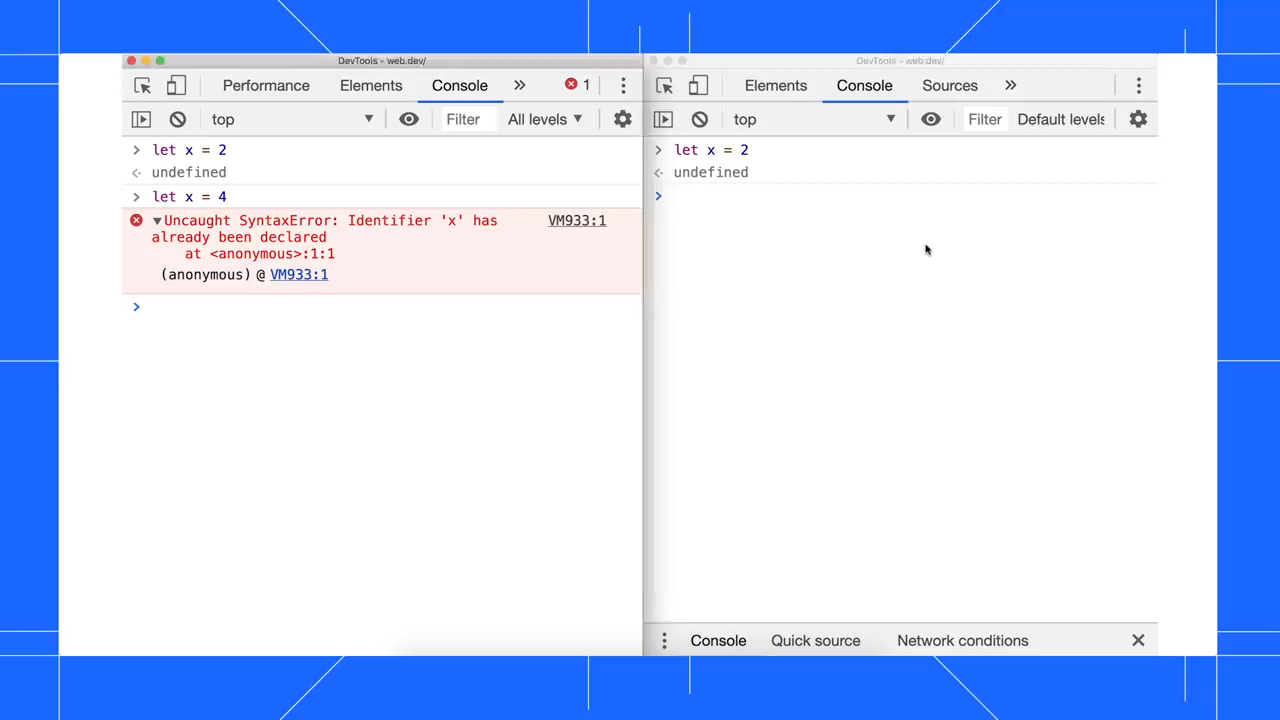 DevTools - web.dev/
Performance Elements Console » 1
top Filter All levels
> let x = 2
undefined
> let x = 4
Uncaught SyntaxError: Identifier 'x' has VM933:1
already been declared
at <anonymous>:1:1
(anonymous) @ VM933:1
>
DevTools - web.dev/
Elements Console Sources »
top Filter Default levels
> let x = 2
undefined
>
Console Quick source Network conditions